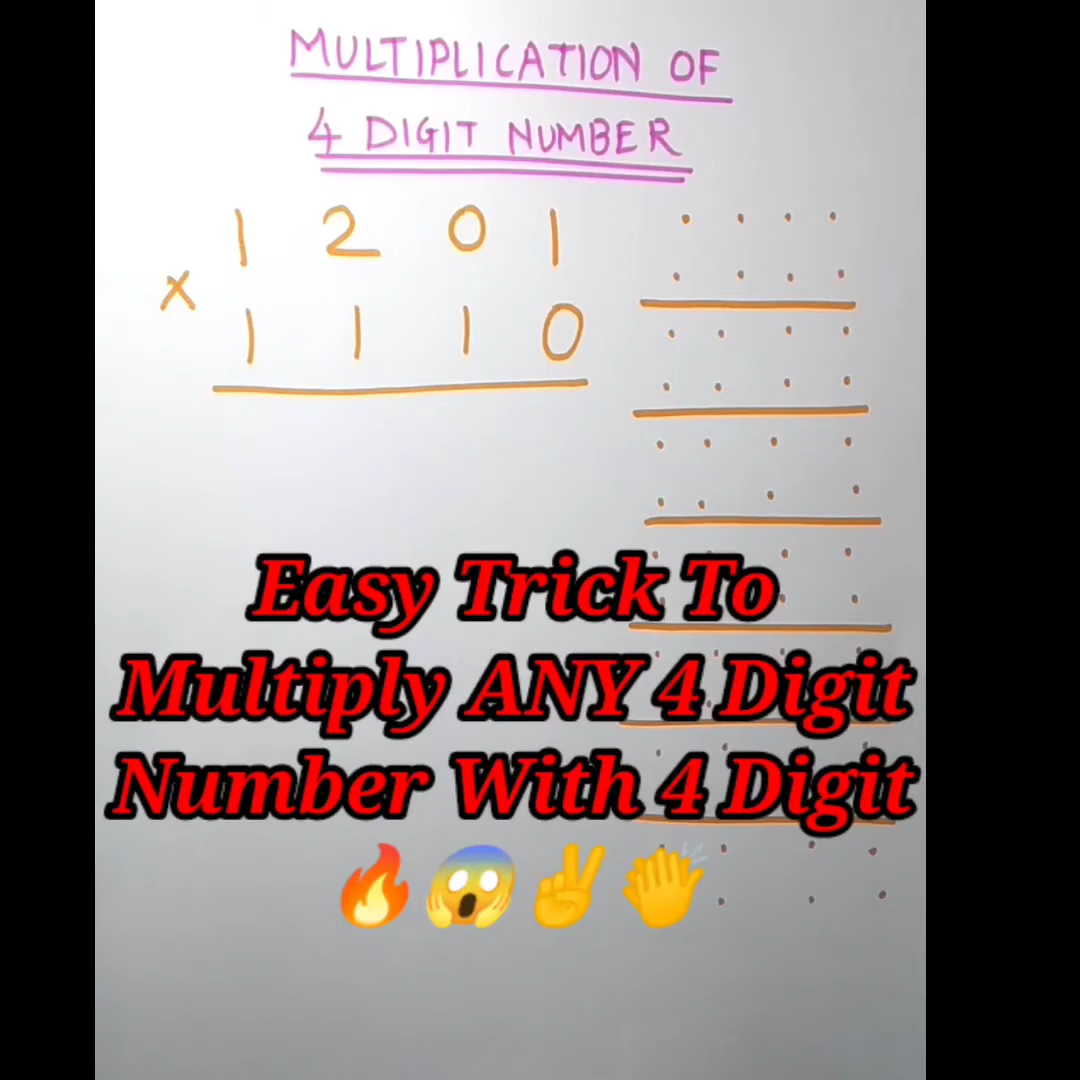 MULTIPLICATION OF
4 DIGIT NUMBER
1 2 0 1
x
1 1 1 0
Easy Trick To
Multiply ANY 4 Digit
Number With 4 Digit
🔥😱✌️👏